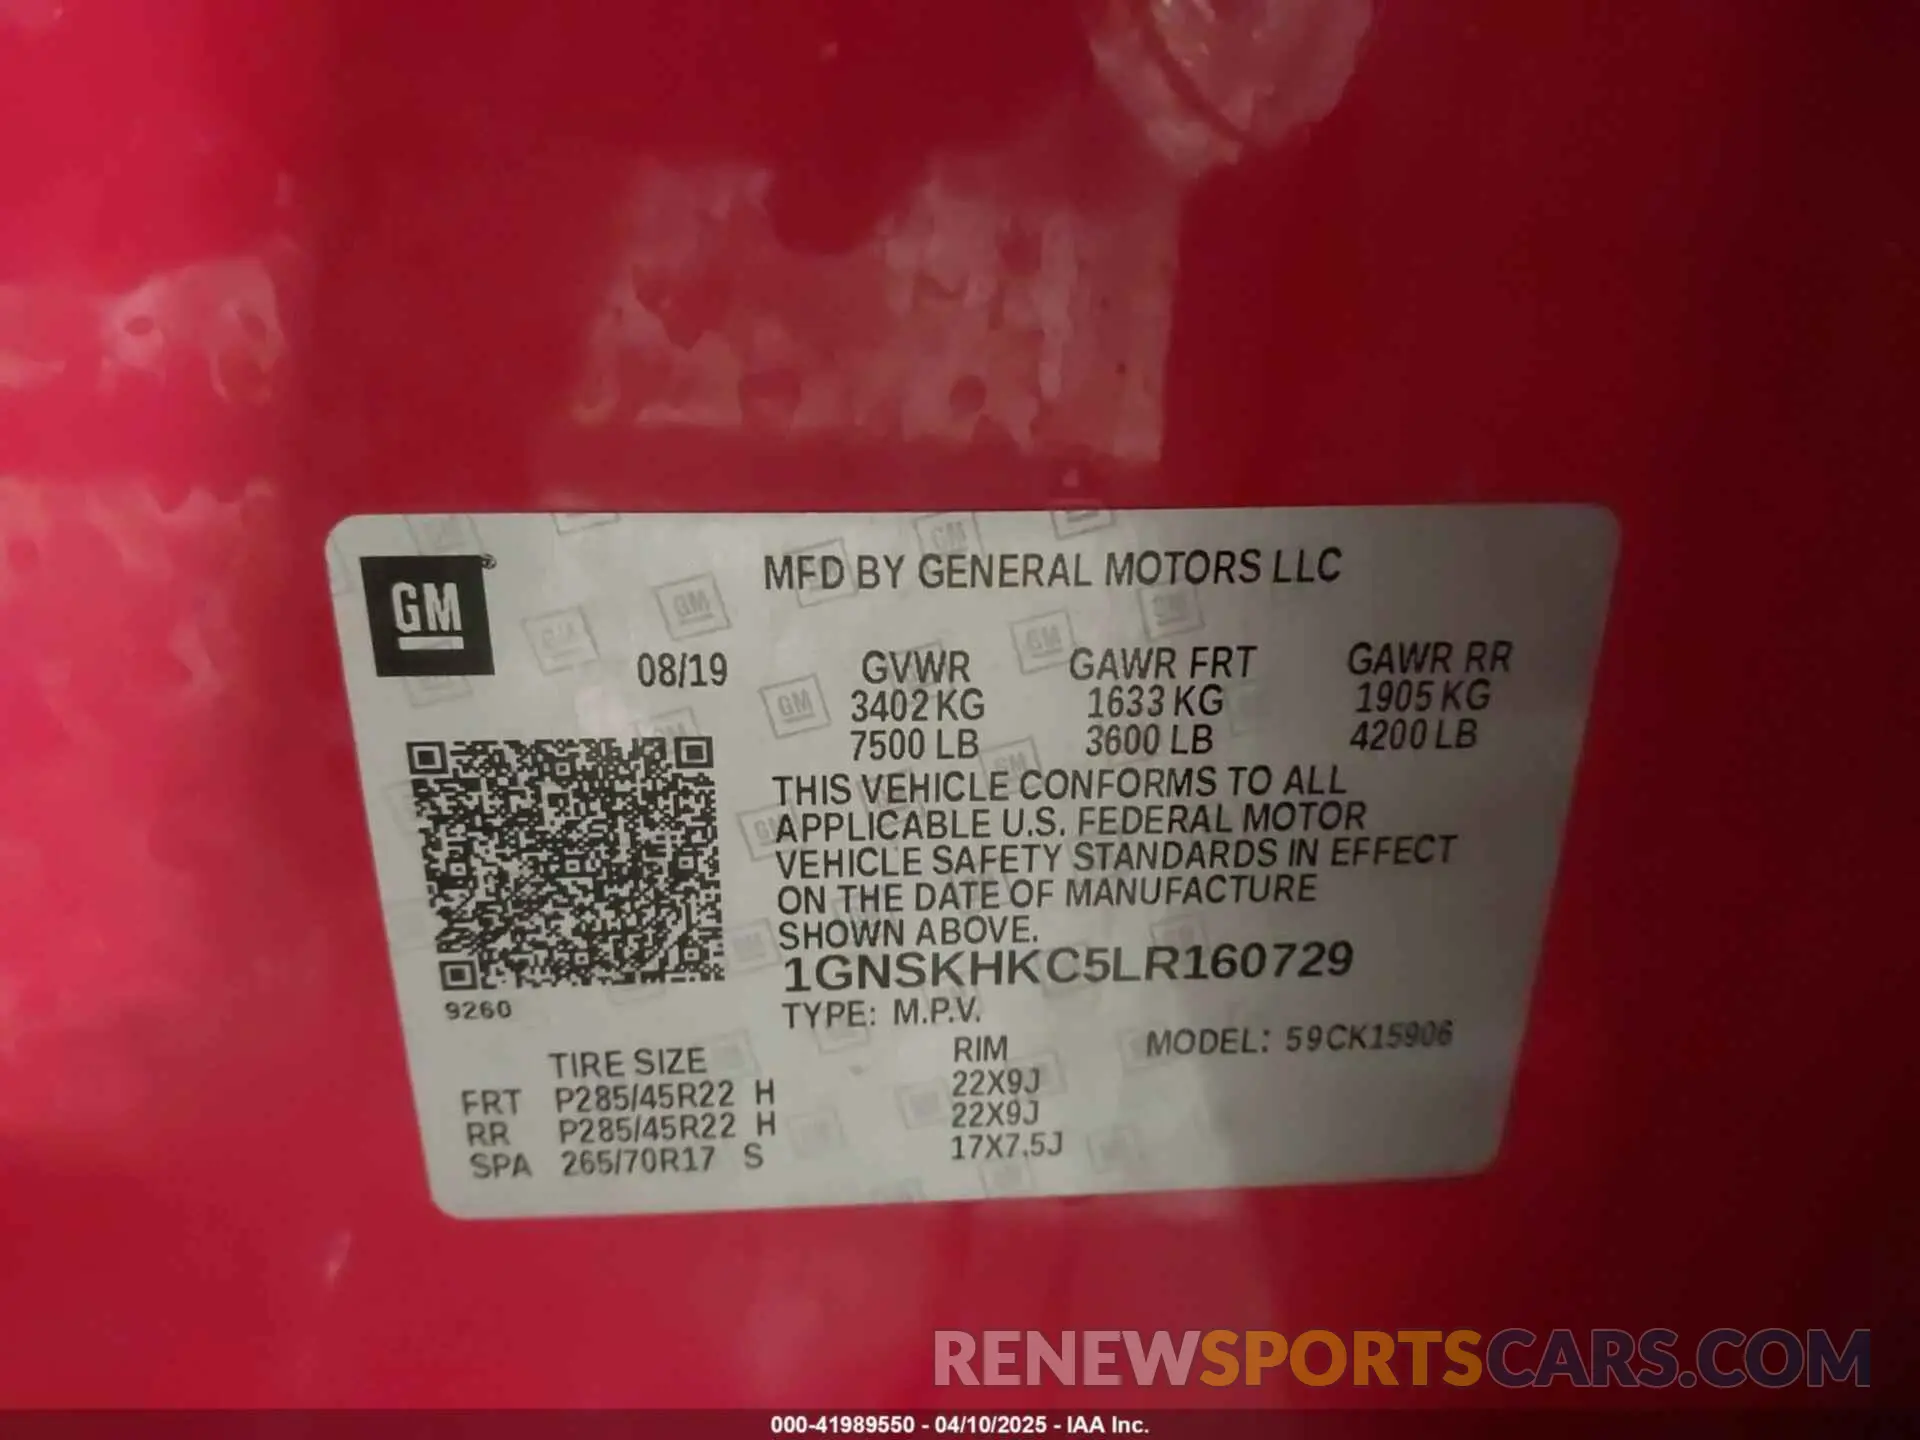 GM®
MFD BY GENERAL MOTORS LLC
08/19 GVWR GAWR FRT GAWR RR
3402 KG 1633 KG 1905 KG
7500 LB 3600 LB 4200 LB
THIS VEHICLE CONFORMS TO ALL
APPLICABLE U.S. FEDERAL MOTOR
VEHICLE SAFETY STANDARDS IN EFFECT
ON THE DATE OF MANUFACTURE
SHOWN ABOVE.
1GNSKHKC5LR160729
9260
TYPE: M.P.V.
MODEL: 59CK15906
TIRE SIZE RIM
FRT P285/45R22 H 22X9J
RR P285/45R22 H 22X9J
SPA 265/70R17 S 17X7.5J
RENEWSPORTSCARS.COM
000-41989550 - 04/10/2025 - IAA Inc.